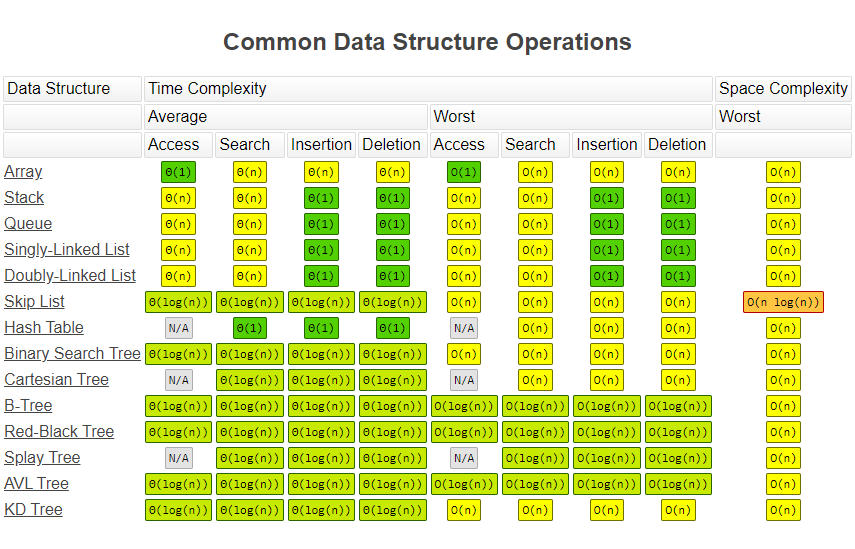 Common Data Structure Operations
Data Structure Time Complexity Space Complexity
Average Worst Worst
Access Search Insertion Deletion Access Search Insertion Deletion
Array Θ(1) Θ(n) Θ(n) Θ(n) O(1) O(n) O(n) O(n) O(n)
Stack Θ(n) Θ(n) Θ(1) Θ(1) O(n) O(n) O(1) O(1) O(n)
Queue Θ(n) Θ(n) Θ(1) Θ(1) O(n) O(n) O(1) O(1) O(n)
Singly-Linked List Θ(n) Θ(n) Θ(1) Θ(1) O(n) O(n) O(1) O(1) O(n)
Doubly-Linked List Θ(n) Θ(n) Θ(1) Θ(1) O(n) O(n) O(1) O(1) O(n)
Skip List Θ(log(n)) Θ(log(n)) Θ(log(n)) Θ(log(n)) O(n) O(n) O(n) O(n) O(n log(n))
Hash Table N/A Θ(1) Θ(1) Θ(1) N/A O(n) O(n) O(n) O(n)
Binary Search Tree Θ(log(n)) Θ(log(n)) Θ(log(n)) Θ(log(n)) O(n) O(n) O(n) O(n) O(n)
Cartesian Tree N/A Θ(log(n)) Θ(log(n)) Θ(log(n)) N/A O(n) O(n) O(n) O(n)
B-Tree Θ(log(n)) Θ(log(n)) Θ(log(n)) Θ(log(n)) O(log(n)) O(log(n)) O(log(n)) O(log(n)) O(n)
Red-Black Tree Θ(log(n)) Θ(log(n)) Θ(log(n)) Θ(log(n)) O(log(n)) O(log(n)) O(log(n)) O(log(n)) O(n)
Splay Tree N/A Θ(log(n)) Θ(log(n)) Θ(log(n)) N/A O(log(n)) O(log(n)) O(log(n)) O(n)
AVL Tree Θ(log(n)) Θ(log(n)) Θ(log(n)) Θ(log(n)) O(log(n)) O(log(n)) O(log(n)) O(log(n)) O(n)
KD Tree Θ(log(n)) Θ(log(n)) Θ(log(n)) Θ(log(n)) O(n) O(n) O(n) O(n) O(n)